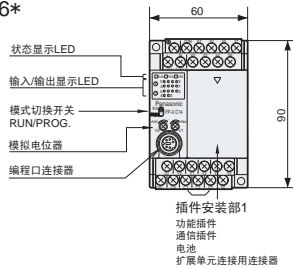 6*
60
状态显示LED
输入/输出显示LED
模式切换开关
RUN/PROG.
模拟电位器
编程口连接器
Panasonic
FP-X C14
90
插件安装部1
功能插件
通信插件
电池
扩展单元连接用连接器